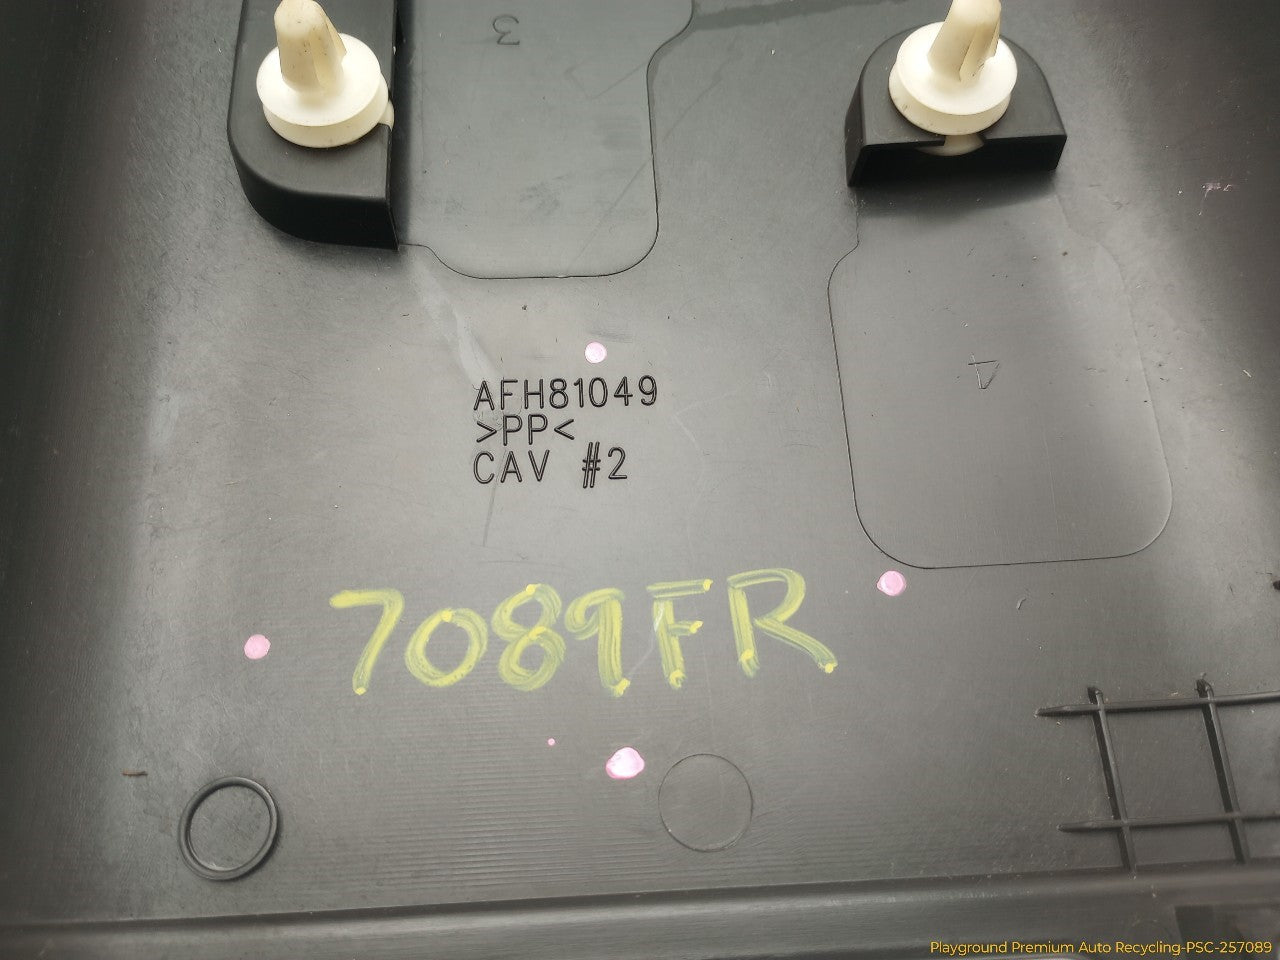 3
4
AFH81049
>PP<
CAV #2
7089FR
Playground Premium Auto Recycling-PSC-257089